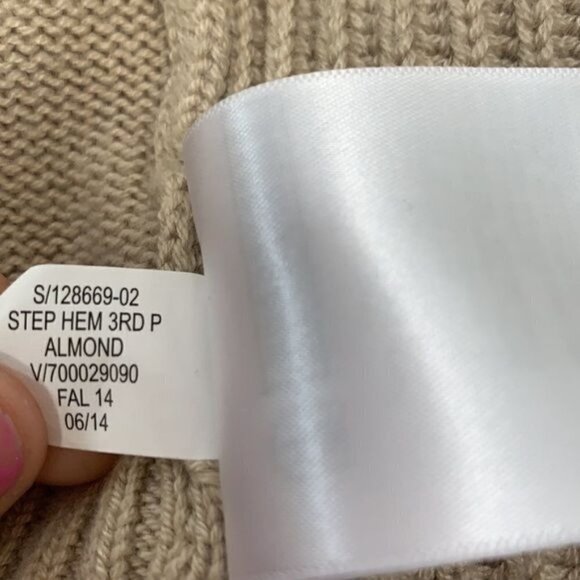 S/128669-02
STEP HEM 3RD P
ALMOND
V/700029090
FAL 14
06/14